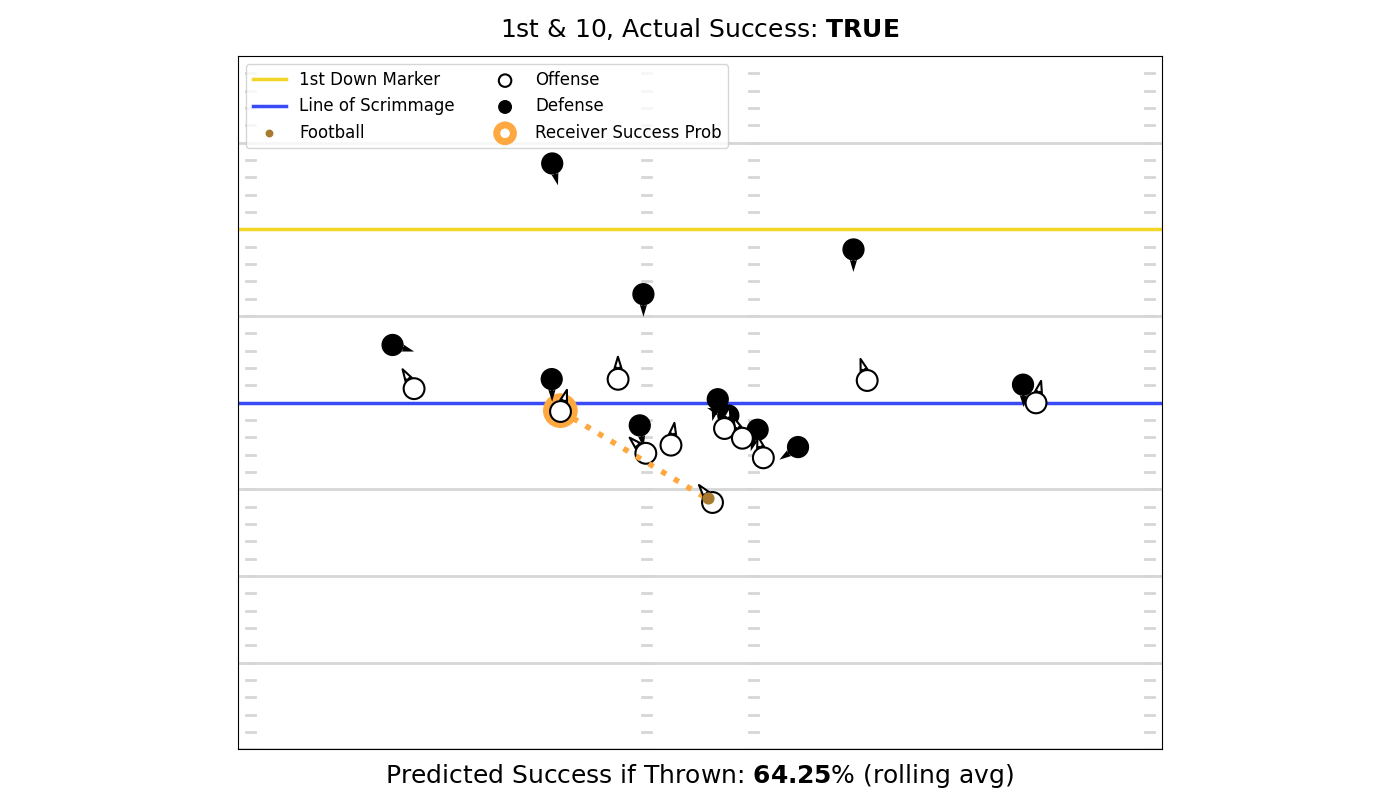 1st & 10, Actual Success: TRUE
1st Down Marker
Line of Scrimmage
Football
Offense
Defense
Receiver Success Prob
Predicted Success if Thrown: 64.25% (rolling avg)